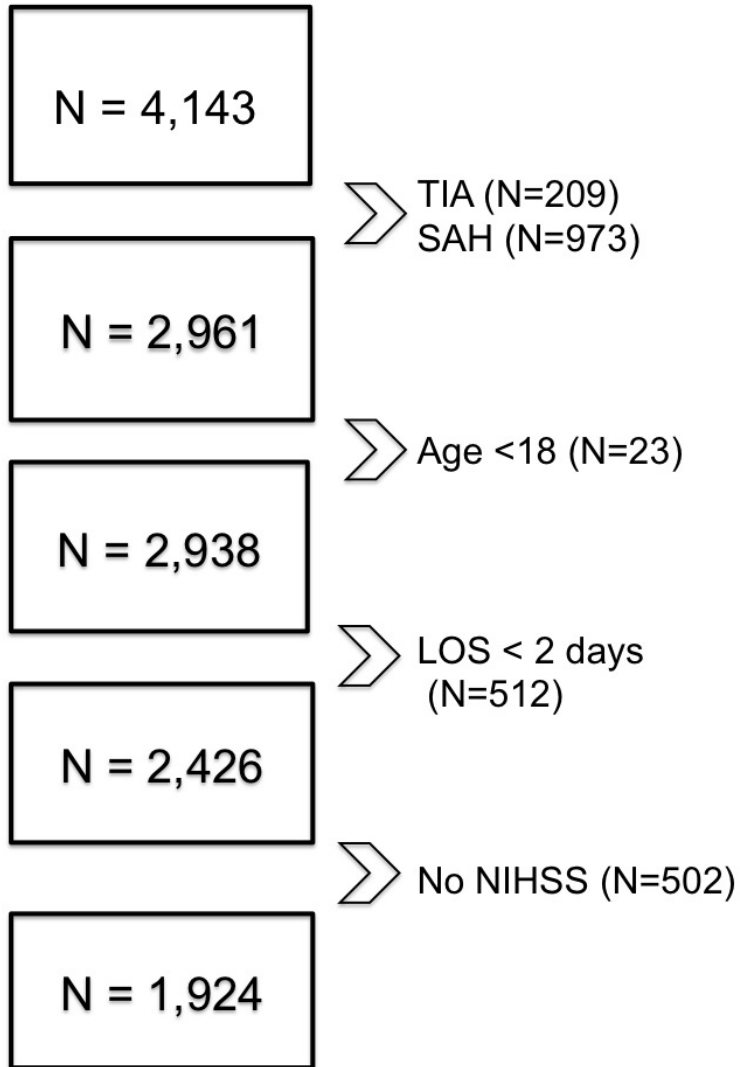 N = 4,143
TIA (N=209)
SAH (N=973)
N = 2,961
Age <18 (N=23)
N = 2,938
LOS < 2 days
(N=512)
N = 2,426
No NIHSS (N=502)
N = 1,924